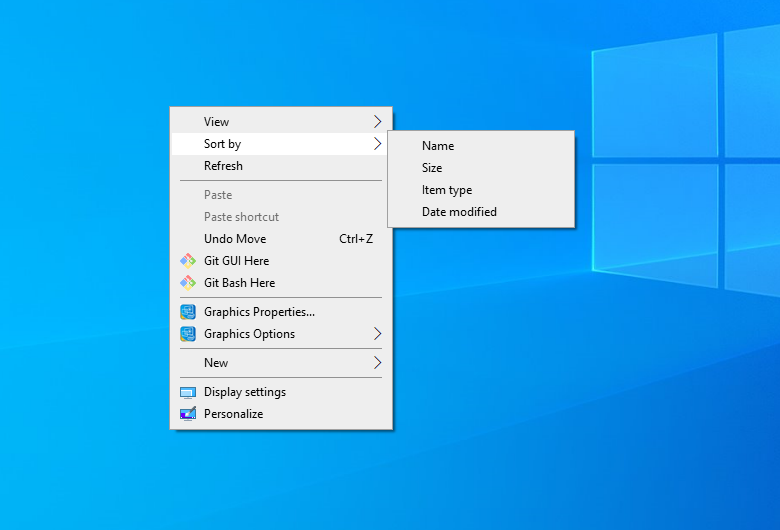 View
Sort by
Refresh
Paste
Paste shortcut
Undo Move Ctrl+Z
Git GUI Here
Git Bash Here
Graphics Properties...
Graphics Options
New
Display settings
Personalize
Name
Size
Item type
Date modified